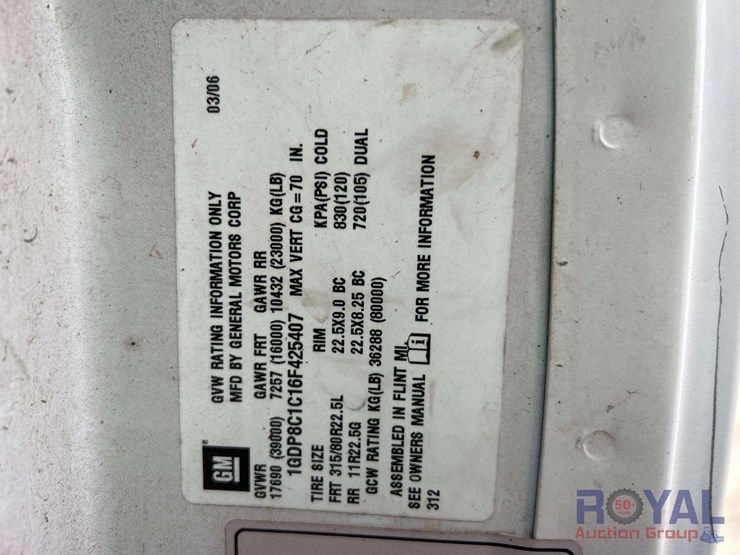 GM®
GVW RATING INFORMATION ONLY
MFD BY GENERAL MOTORS CORP
03/06
GVWR GAWR FRT GAWR RR
17690 (39000) 7257 (16000) 10432 (23000) KG(LB)
1GDP8C1C16F425407 MAX VERT CG=70 IN.
TIRE SIZE RIM KPA(PSI) COLD
FRT 315/80R22.5L 22.5X9.0 BC 830(120)
RR 11R22.5G 22.5X8.25 BC 720(105) DUAL
GCW RATING KG(LB) 36288 (80000)
ASSEMBLED IN FLINT MI.
SEE OWNERS MANUAL FOR MORE INFORMATION
312
ROYAL
50+
Auction Group